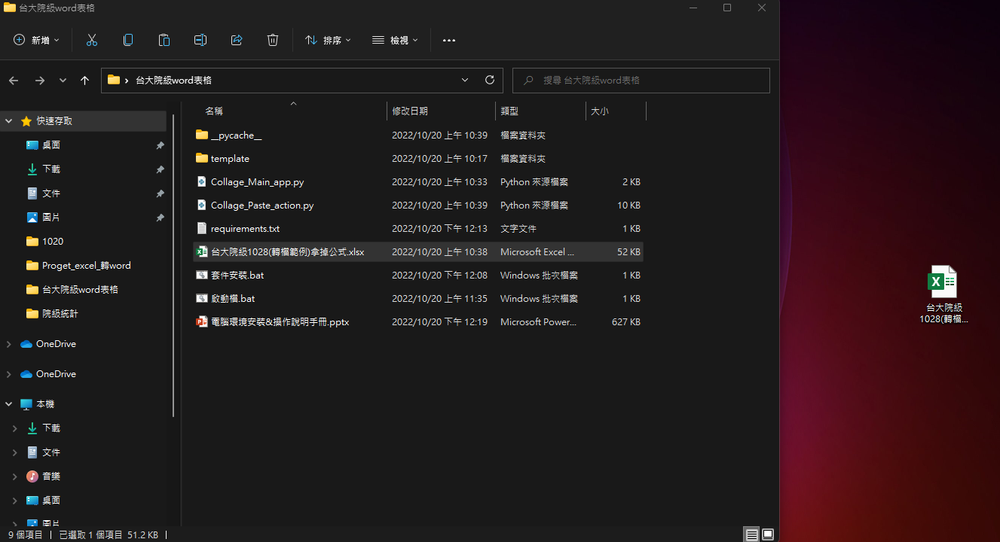 台大院級word表格
新增
排序
檢視
台大院級word表格
搜尋 台大院級word表格
名稱 修改日期 類型 大小
快速存取
桌面
下載
文件
圖片
1020
Proget_excel_轉word
台大院級word表格
院級統計
OneDrive
OneDrive
本機
下載
文件
音樂
桌面
圖片
__pycache__ 2022/10/20 上午 10:39 檔案資料夾
template 2022/10/20 上午 10:17 檔案資料夾
Collage_Main_app.py 2022/10/20 上午 10:33 Python 來源檔案 2 KB
Collage_Paste_action.py 2022/10/20 上午 10:39 Python 來源檔案 10 KB
requirements.txt 2022/10/20 下午 12:13 文字文件 1 KB
台大院級1028(轉檔範例)拿掉公式.xlsx 2022/10/20 上午 10:38 Microsoft Excel ... 52 KB
套件安裝.bat 2022/10/20 下午 12:08 Windows 批次檔案 1 KB
啟動檔.bat 2022/10/20 上午 11:35 Windows 批次檔案 1 KB
電腦環境安裝&操作說明手冊.pptx 2022/10/20 下午 12:19 Microsoft Power... 627 KB
台大院級
1028(轉檔...
9 個項目 已選取 1 個項目 51.2 KB